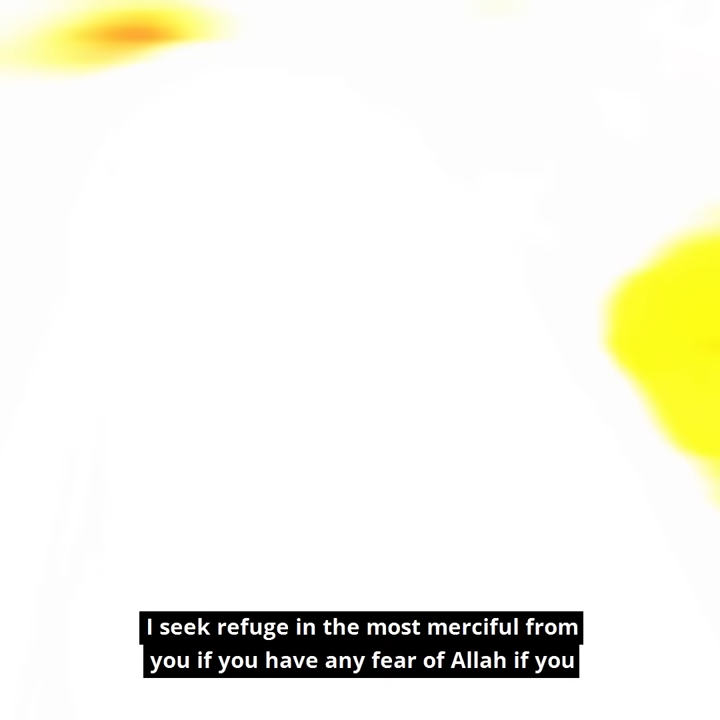 I seek refuge in the most merciful from
you if you have any fear of Allah if you